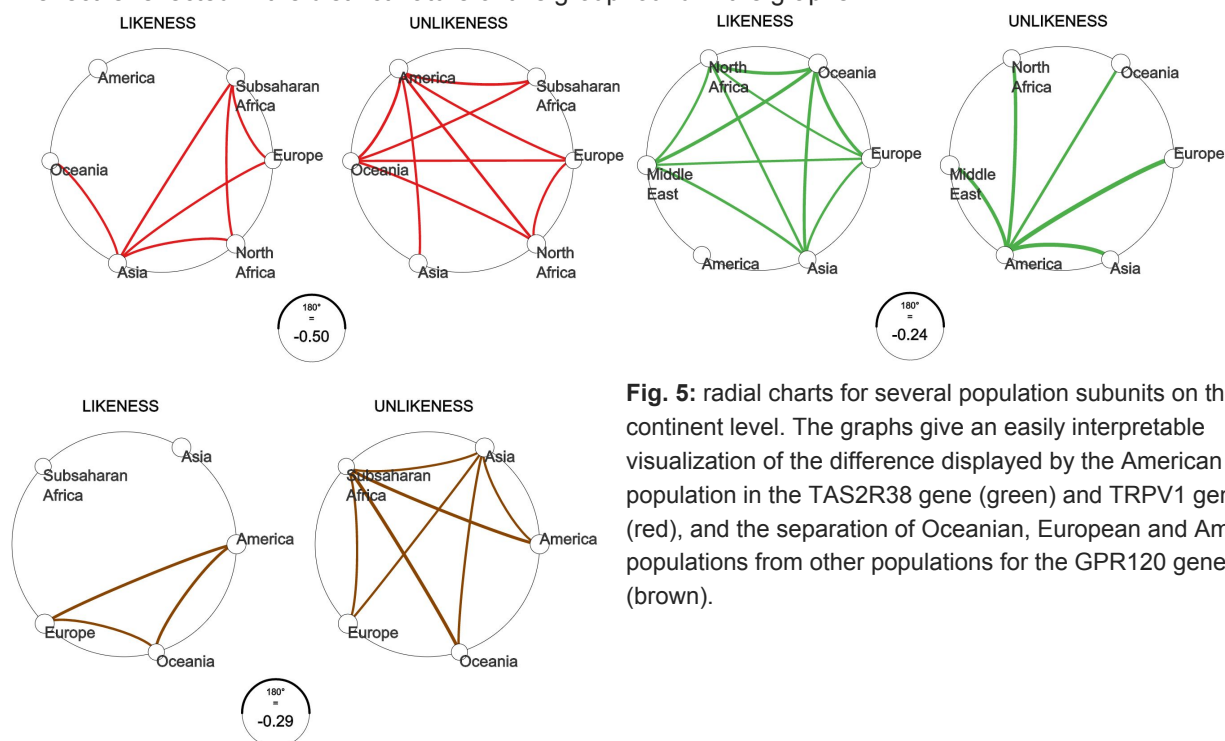 LIKENESS
UNLIKENESS
America
Subsaharan
Africa
Europe
North
Africa
Asia
Oceania
America
Subsaharan
Africa
Europe
North
Africa
Asia
Oceania
180°
=
-0.50
LIKENESS
UNLIKENESS
North
Africa
Oceania
Europe
Asia
America
Middle
East
North
Africa
Oceania
Europe
Asia
America
Middle
East
180°
=
-0.24
LIKENESS
UNLIKENESS
Subsaharan
Africa
Asia
America
Oceania
Europe
Subsaharan
Africa
Asia
America
Oceania
Europe
180°
=
-0.29
Fig. 5: radial charts for several population subunits on th
continent level. The graphs give an easily interpretable
visualization of the difference displayed by the American
population in the TAS2R38 gene (green) and TRPV1 ger
(red), and the separation of Oceanian, European and Am
populations from other populations for the GPR120 gene
(brown).